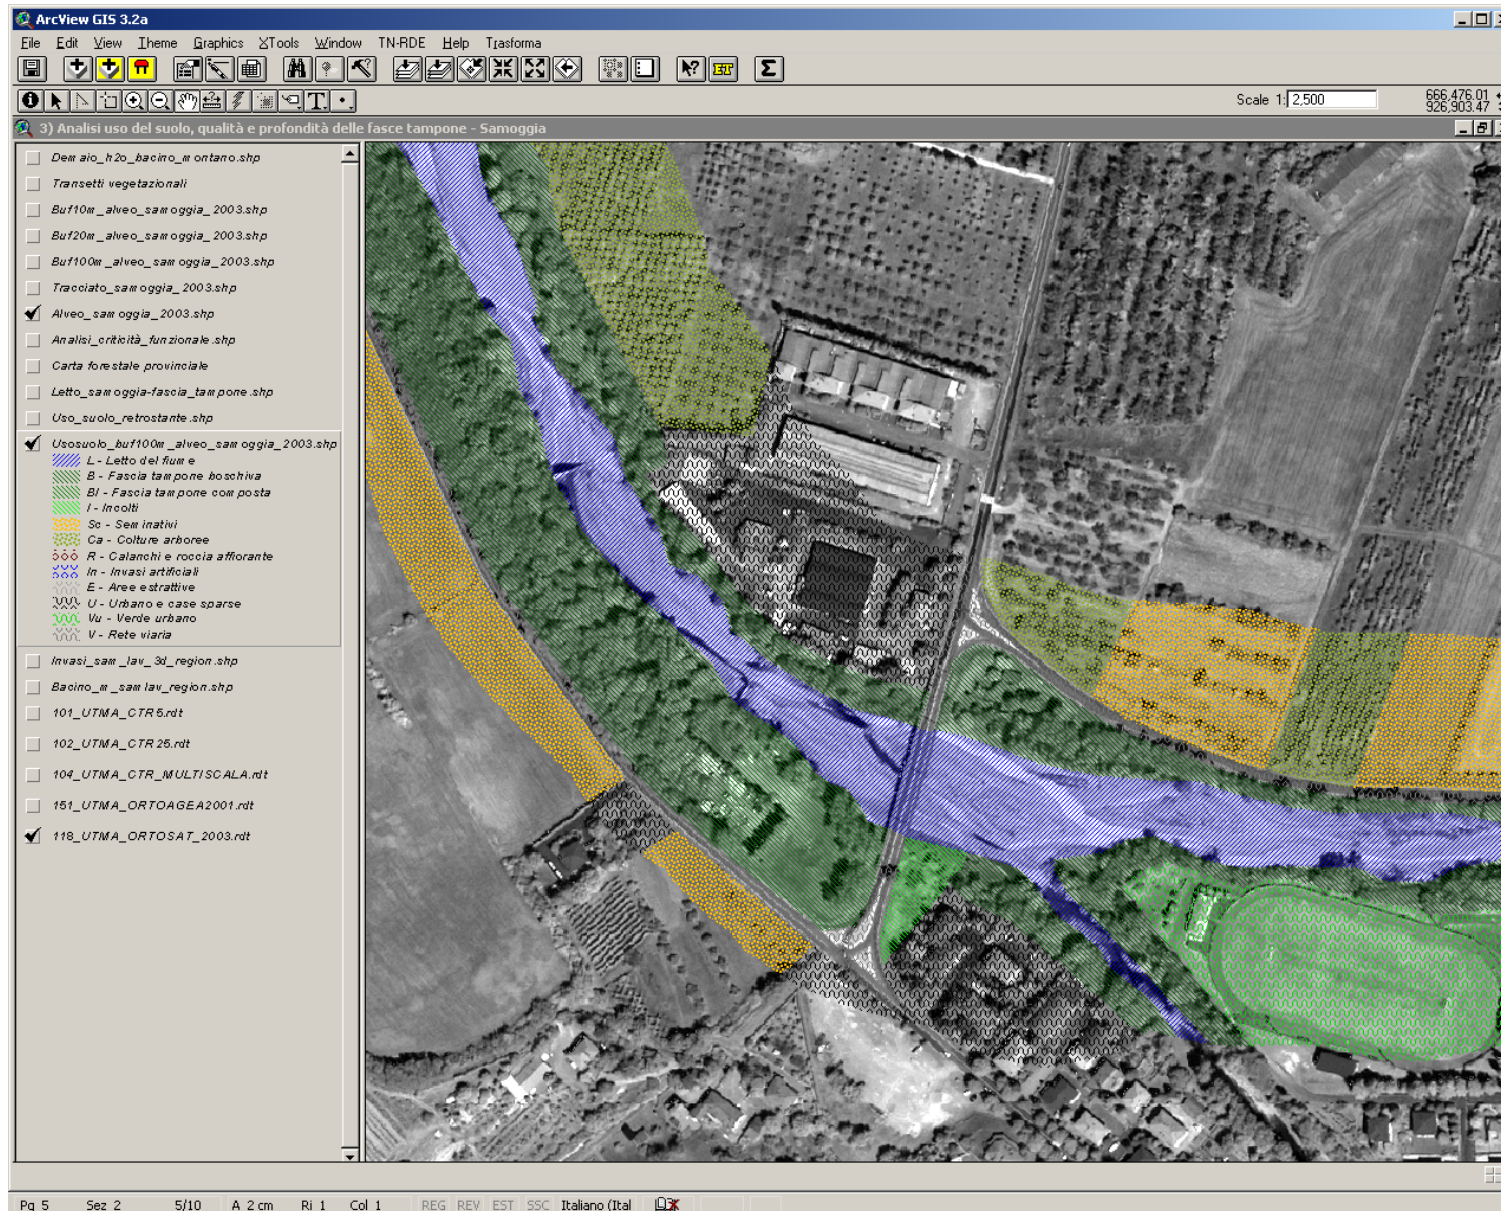 ArcView GIS 3.2a
File Edit View Theme Graphics XTools Window TN-RDE Help Trasforma
Scale 1: 2,500
666,476.01
926,903.47
3) Analisi uso del suolo, qualità e profondità delle fasce tampone - Samoggia
Demaio_h2o_bacino_montano.shp
Transetti vegetazionali
Buf10m_alveo_samoggia_2003.shp
Buf20m_alveo_samoggia_2003.shp
Buf100m_alveo_samoggia_2003.shp
Tracciato_samoggia_2003.shp
Alveo_samoggia_2003.shp
Analisi_criticità_funzionale.shp
Carta forestale provinciale
Letto_samoggia-fascia_tampone.shp
Uso_suolo_retrostante.shp
Usosuolo_buf100m_alveo_samoggia_2003.shp
L - Letto del fiume
B - Fascia tampone boschiva
Bl - Fascia tampone composta
I - Incolti
Sc - Seminativi
Ca - Colture arboree
R - Calanchi e roccia affiorante
In - Invasi artificiali
E - Aree estrattive
U - Urbano e case sparse
Vu - Verde urbano
V - Rete viaria
Invasi_sam_lav_3d_region.shp
Bacino_m_samlav_region.shp
101_UTMA_CTR5.rdt
102_UTMA_CTR25.rdt
104_UTMA_CTR_MULTISCALA.rdt
151_UTMA_ORTOAGEA2001.rdt
118_UTMA_ORTOSAT_2003.rdt
Pg 5 Sez 2 5/10 A 2 cm Ri 1 Col 1 REG REV EST SSC Italiano (Ital